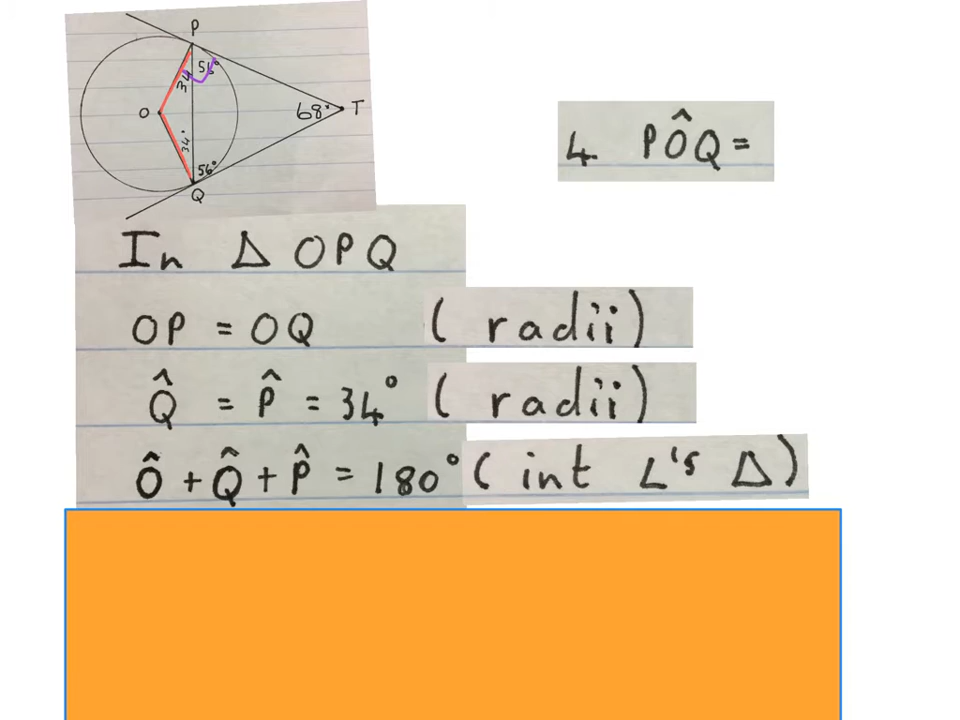 P
56°
34
O
68°
T
34°
56°
Q
4. PÔQ =
In Δ OPQ
OP = OQ (radii)
Q̂ = P̂ = 34° (radii)
Ô + Q̂ + P̂ = 180° (int ∠'s Δ)